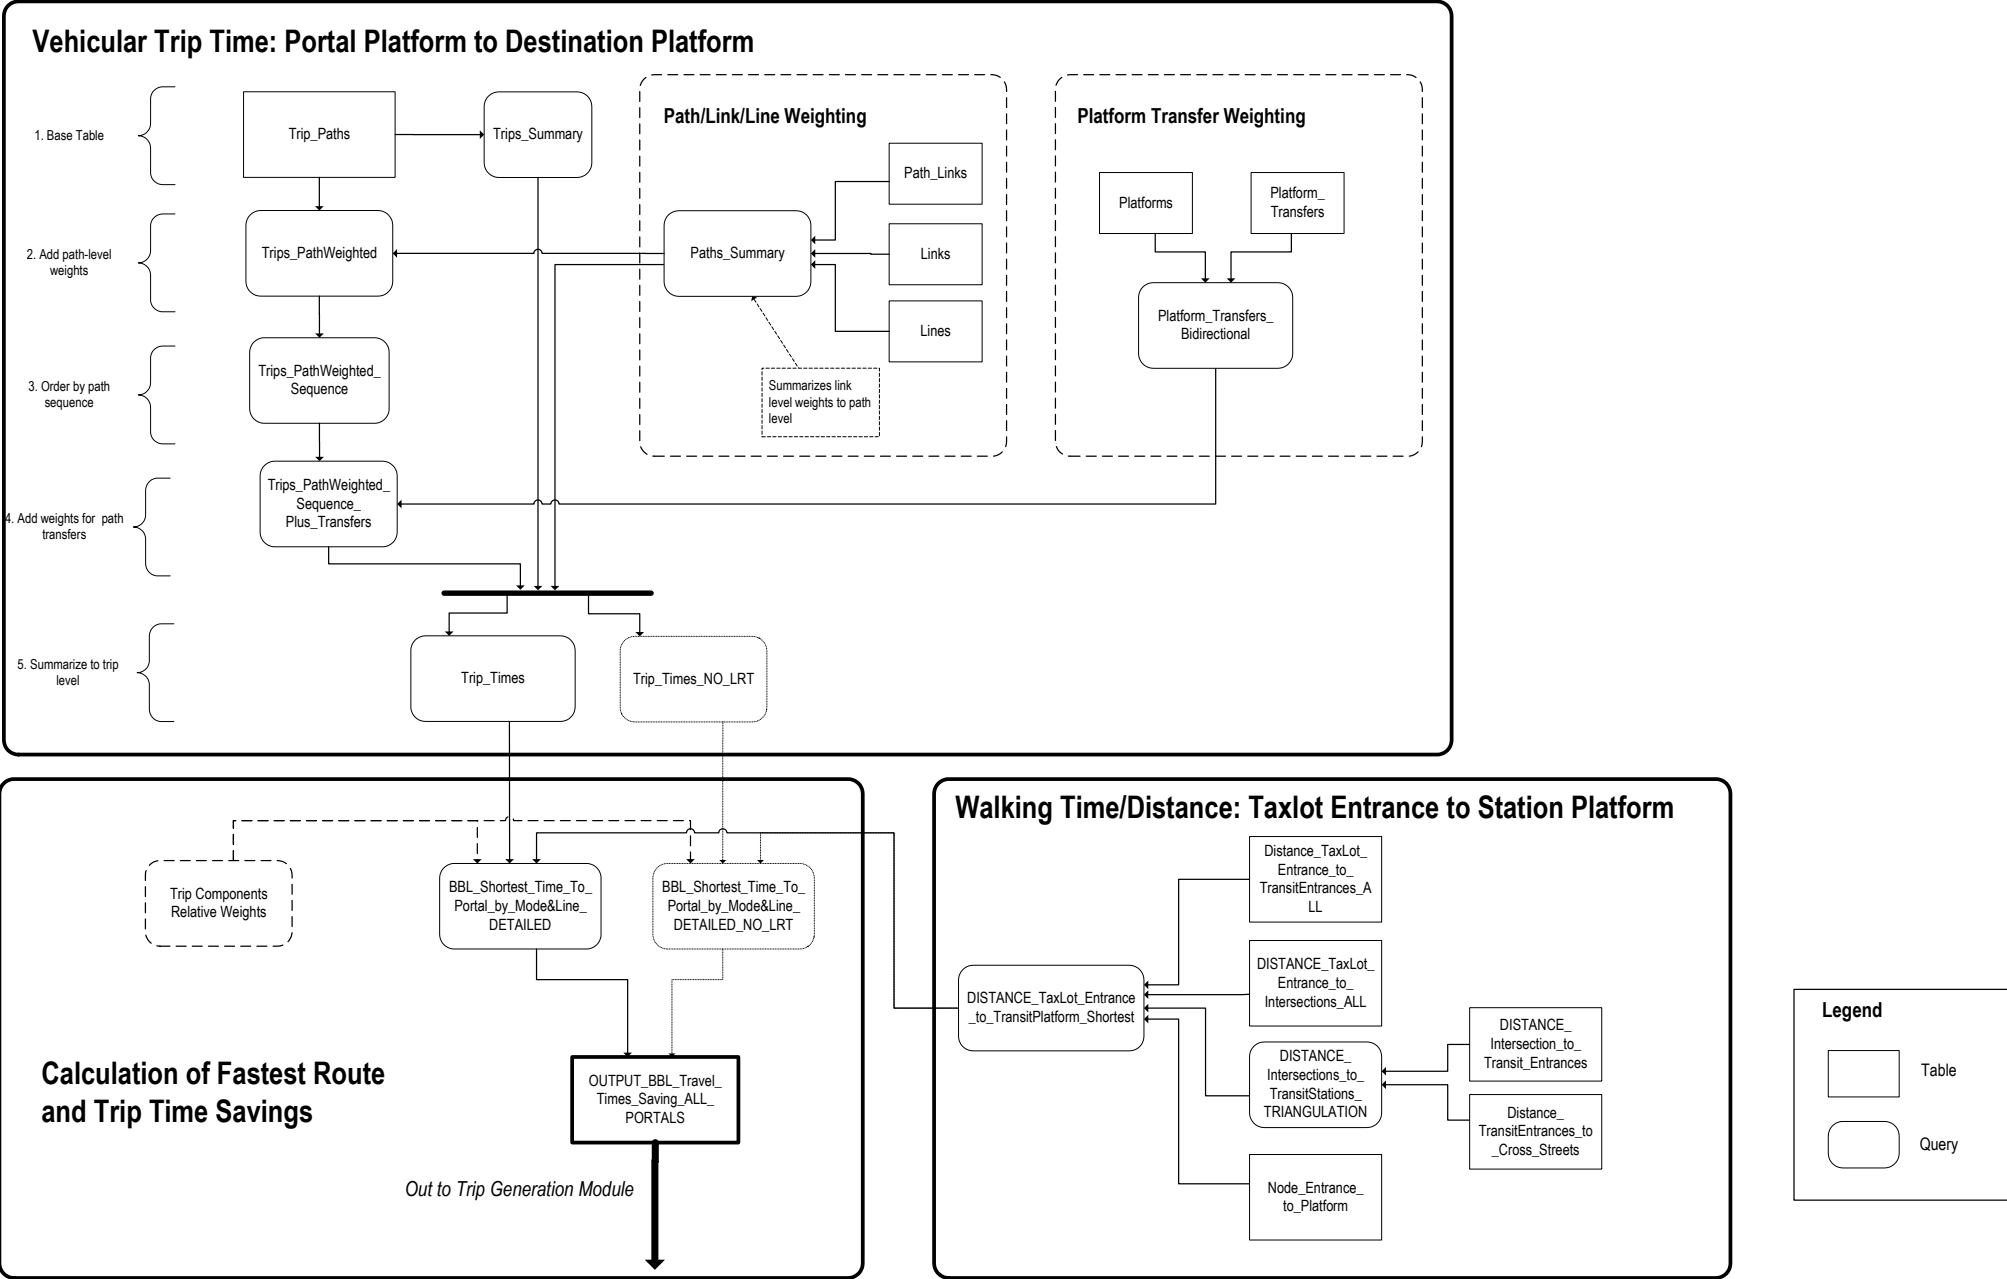 Vehicular Trip Time: Portal Platform to Destination Platform
1. Base Table
Trip_Paths
Trips_Summary
Path/Link/Line Weighting
Path_Links
Links
Lines
Paths_Summary
Summarizes link
level weights to path
level
Platform Transfer Weighting
Platforms
Platform_
Transfers
Platform_Transfers_
Bidirectional
2. Add path-level
weights
Trips_PathWeighted
3. Order by path
sequence
Trips_PathWeighted_
Sequence
4. Add weights for path
transfers
Trips_PathWeighted_
Sequence_
Plus_Transfers
5. Summarize to trip
level
Trip_Times
Trip_Times_NO_LRT
Trip Components
Relative Weights
BBL_Shortest_Time_To_
Portal_by_Mode&Line_
DETAILED
BBL_Shortest_Time_To_
Portal_by_Mode&Line_
DETAILED_NO_LRT
Calculation of Fastest Route
and Trip Time Savings
OUTPUT_BBL_Travel_
Times_Saving_ALL_
PORTALS
Out to Trip Generation Module
Walking Time/Distance: Taxlot Entrance to Station Platform
Distance_TaxLot_
Entrance_to_
TransitEntrances_A
LL
DISTANCE_TaxLot_
Entrance_to_
Intersections_ALL
DISTANCE_TaxLot_Entrance
_to_TransitPlatform_Shortest
DISTANCE_
Intersections_to_
TransitStations_
TRIANGULATION
DISTANCE_
Intersection_to_
Transit_Entrances
Distance_
TransitEntrances_to
_Cross_Streets
Node_Entrance_
to_Platform
Legend
Table
Query